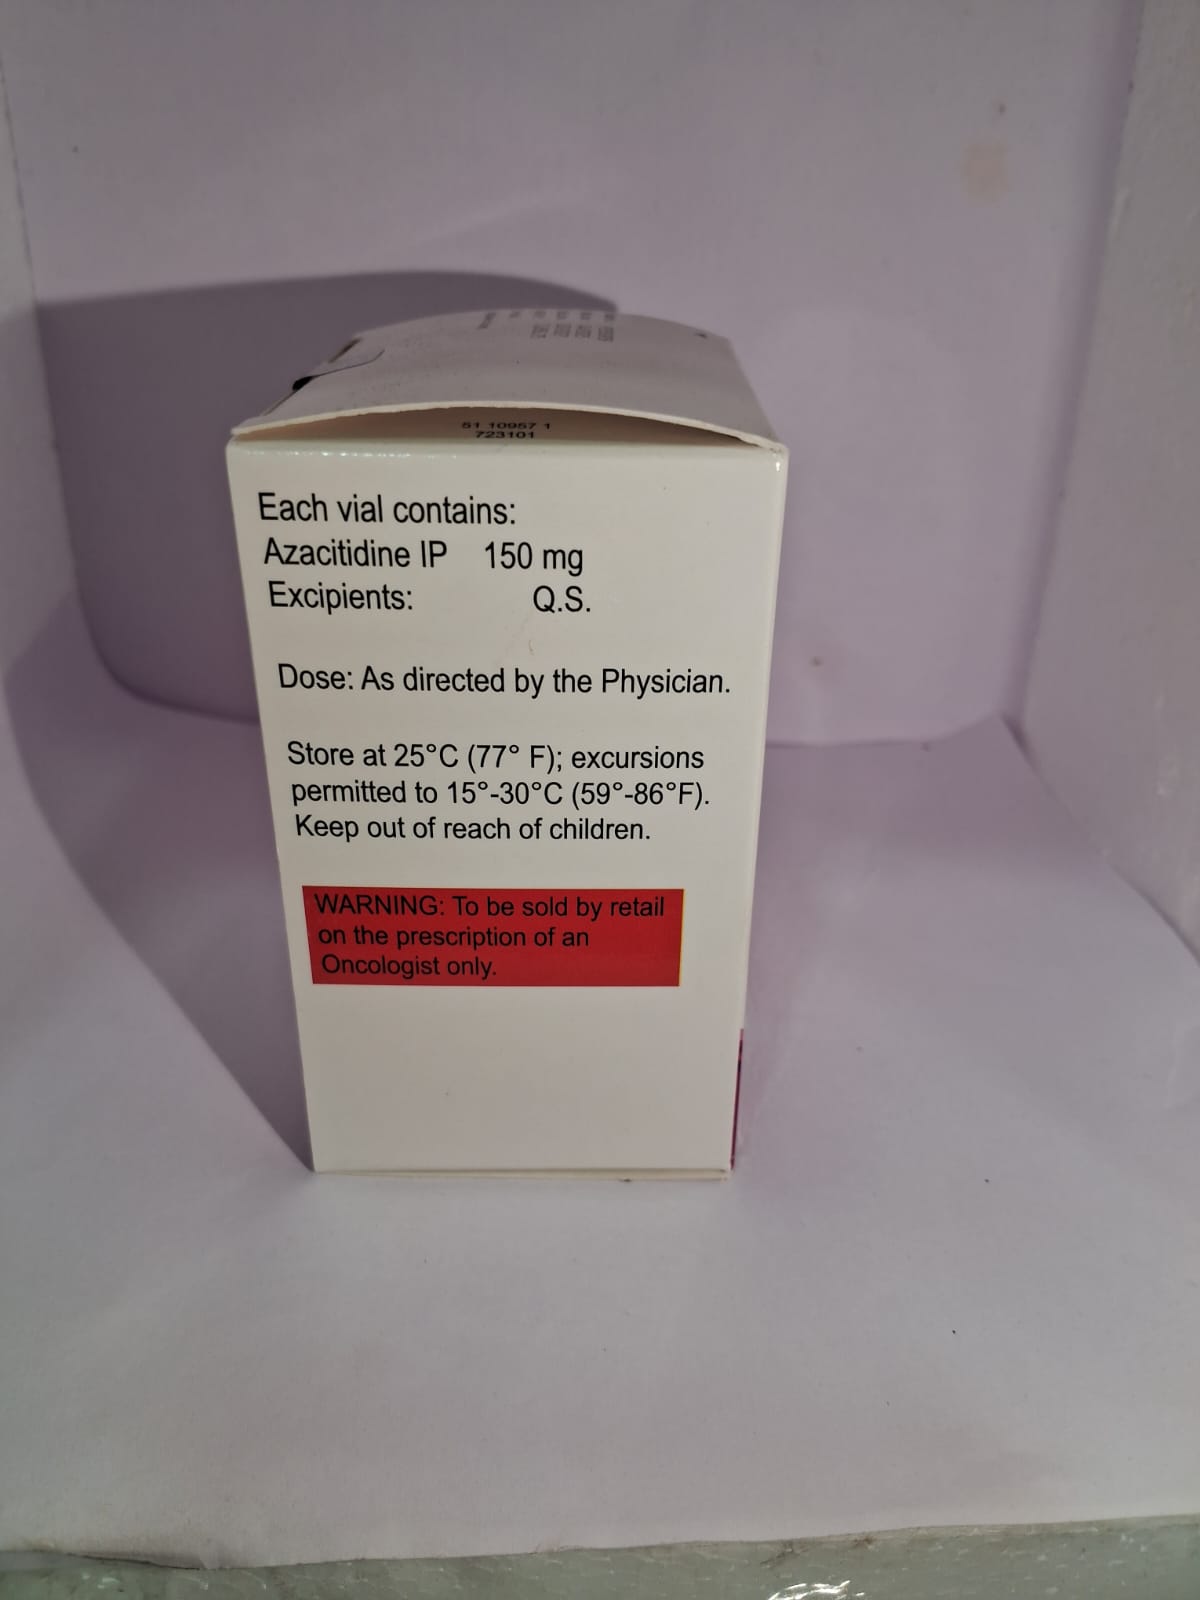 51 10957 1
723101
Each vial contains:
Azacitidine IP 150 mg
Excipients: Q.S.
Dose: As directed by the Physician.
Store at 25°C (77° F); excursions
permitted to 15°-30°C (59°-86°F).
Keep out of reach of children.
WARNING: To be sold by retail
on the prescription of an
Oncologist only.